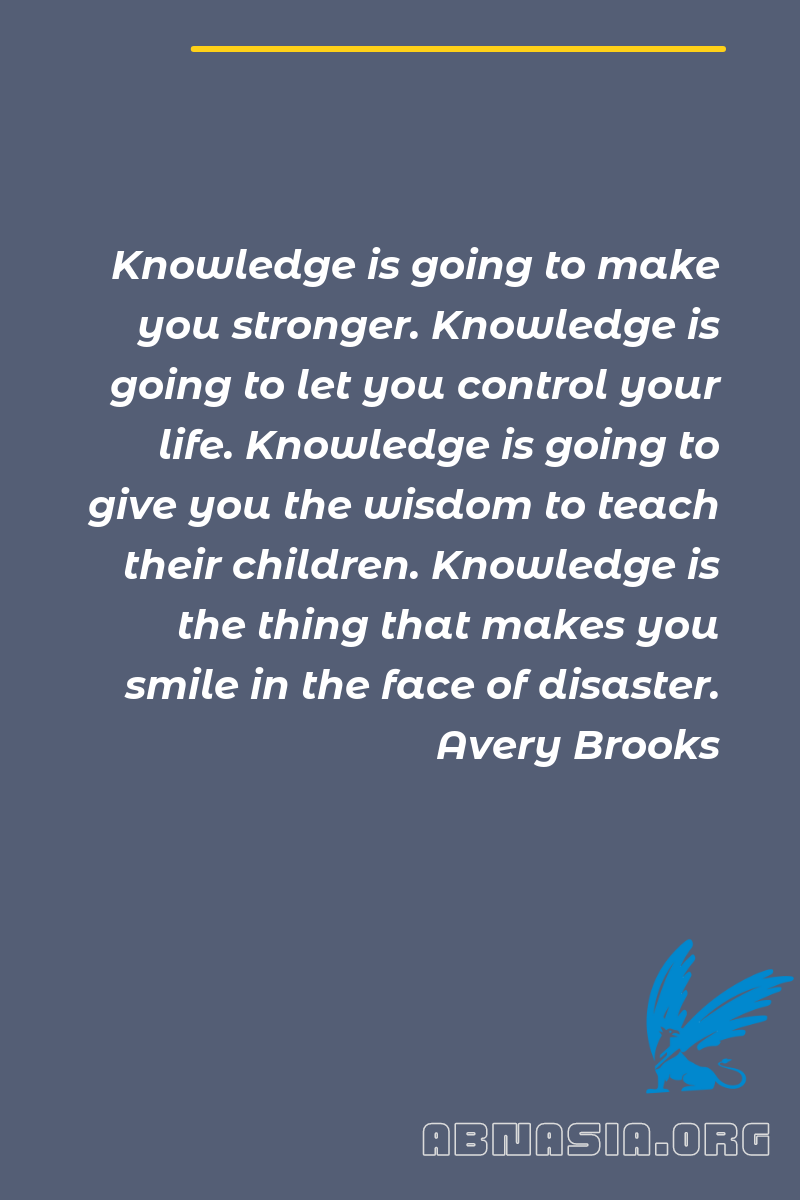 Knowledge is going to make
you stronger. Knowledge is
going to let you control your
life. Knowledge is going to
give you the wisdom to teach
their children. Knowledge is
the thing that makes you
smile in the face of disaster.
Avery Brooks
ABNASIA.ORG